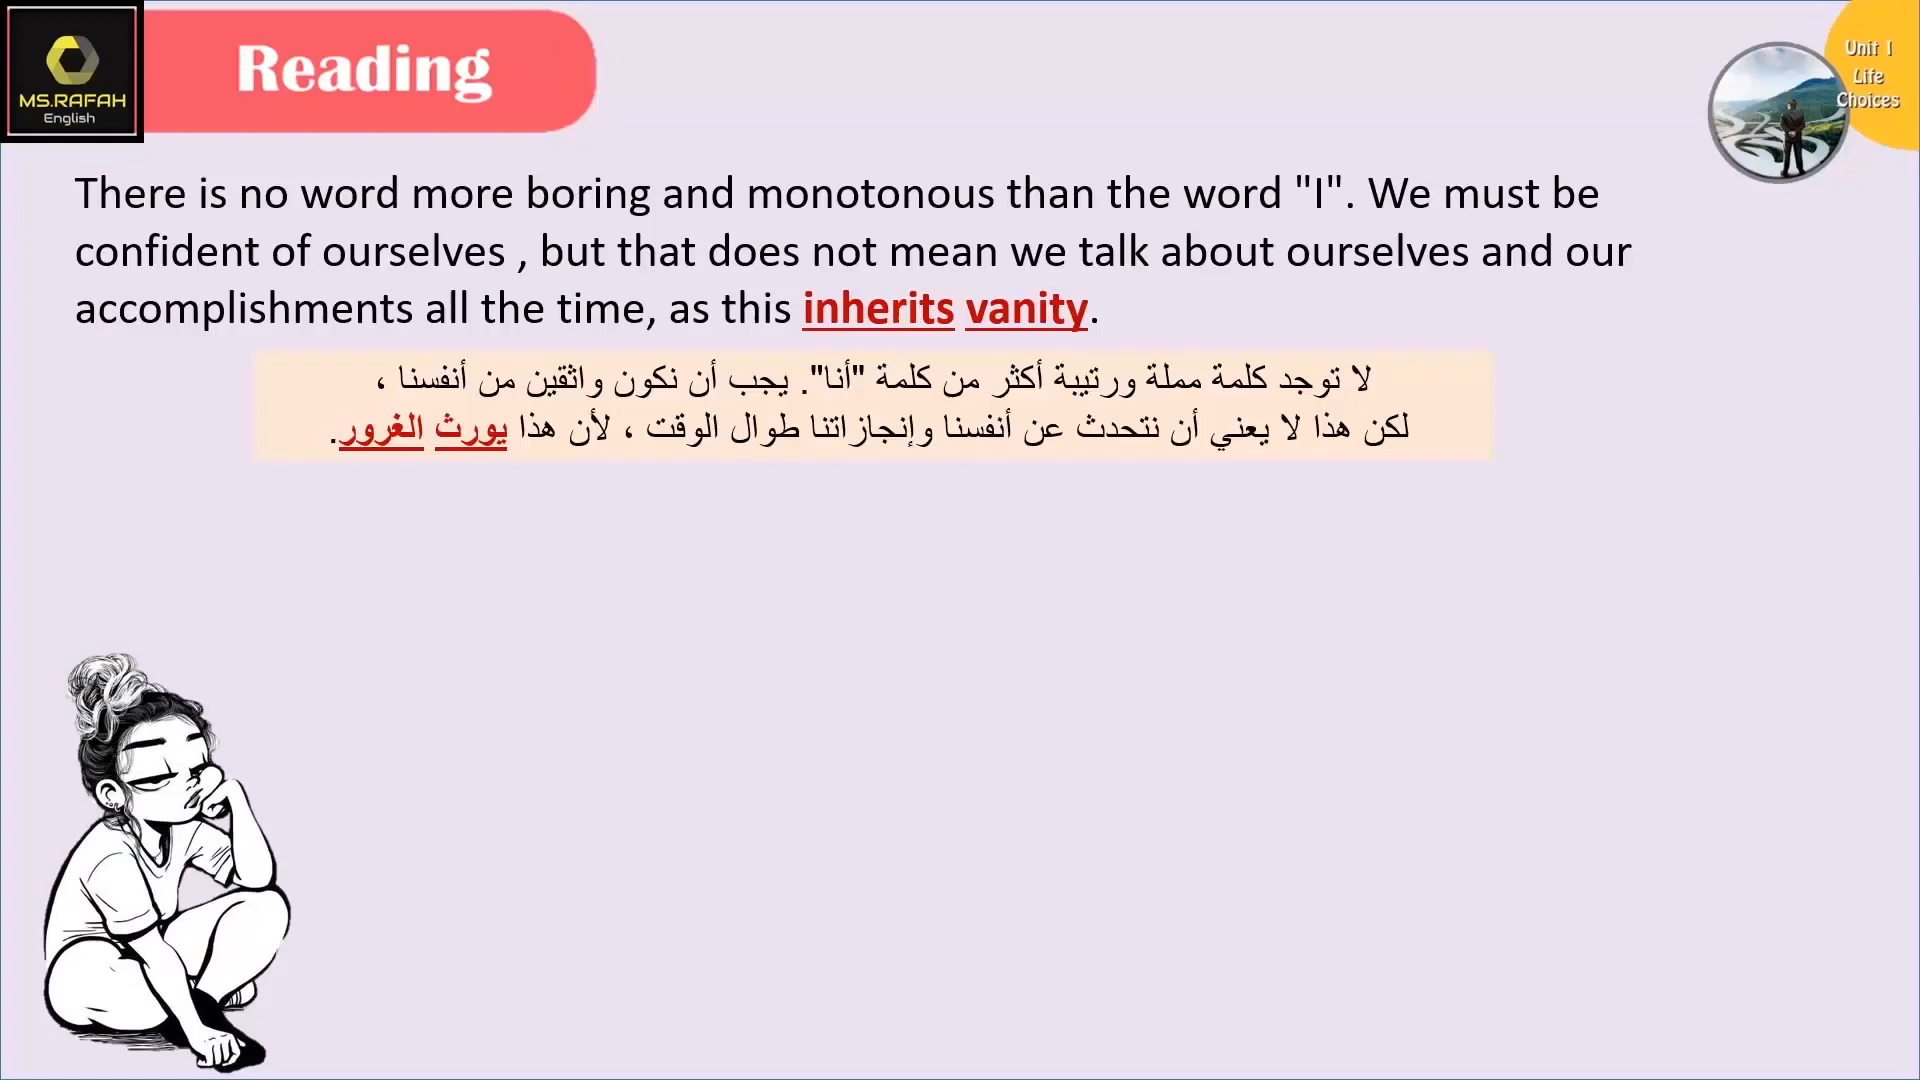 MS.RAFAH
English
Reading
Unit 1
Life
Choices
There is no word more boring and monotonous than the word "I". We must be
confident of ourselves , but that does not mean we talk about ourselves and our
accomplishments all the time, as this inherits vanity.
لا توجد كلمة مملة ورتيبة أكثر من كلمة "أنا". يجب أن نكون واثقين من أنفسنا ،
لكن هذا لا يعني أن نتحدث عن أنفسنا وإنجازاتنا طوال الوقت ، لأن هذا يورث الغرور.